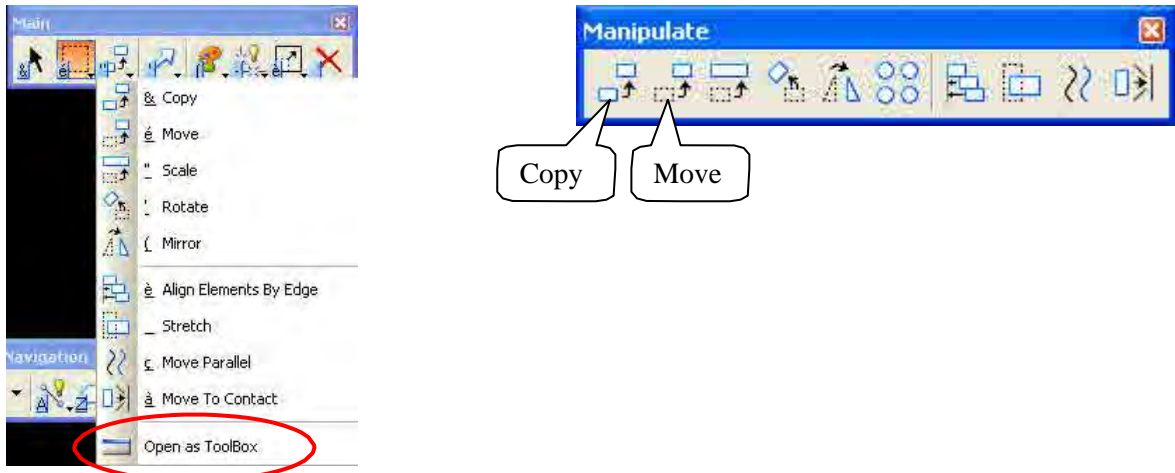 Main
& Copy
é Move
" Scale
' Rotate
( Mirror
è Align Elements By Edge
_ Stretch
ç Move Parallel
à Move To Contact
Open as ToolBox
Navigation
Manipulate
Copy
Move